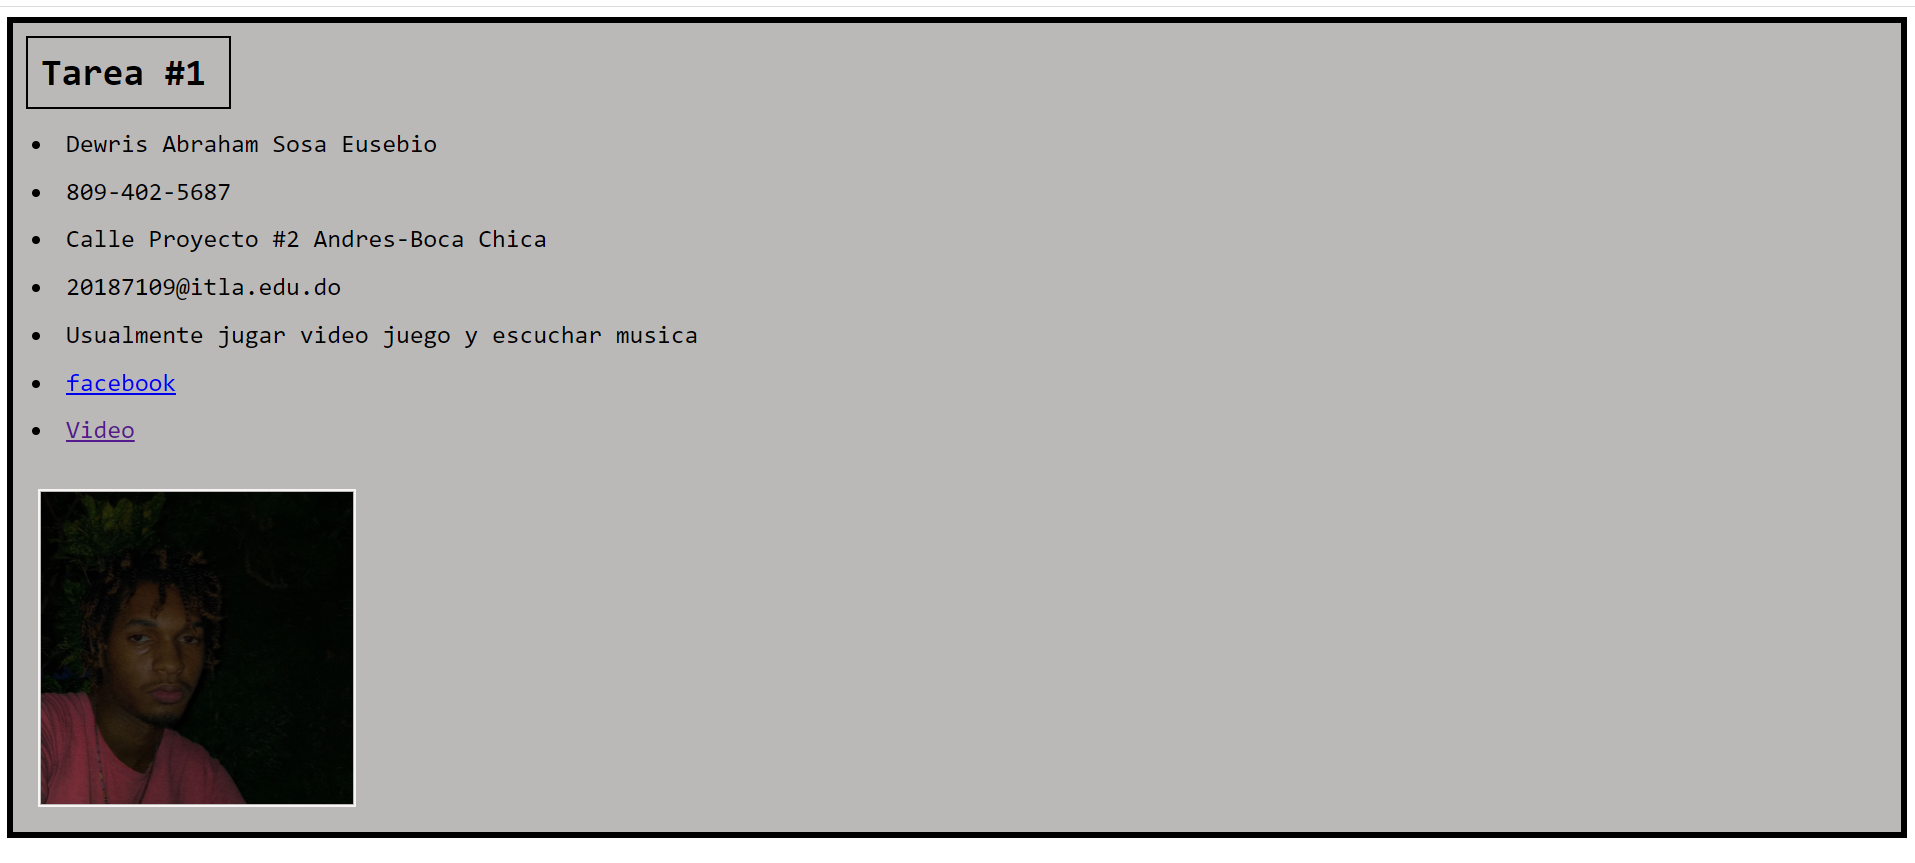 Tarea #1
Dewris Abraham Sosa Eusebio
809-402-5687
Calle Proyecto #2 Andres-Boca Chica
20187109@itla.edu.do
Usualmente jugar video juego y escuchar musica
facebook
Video